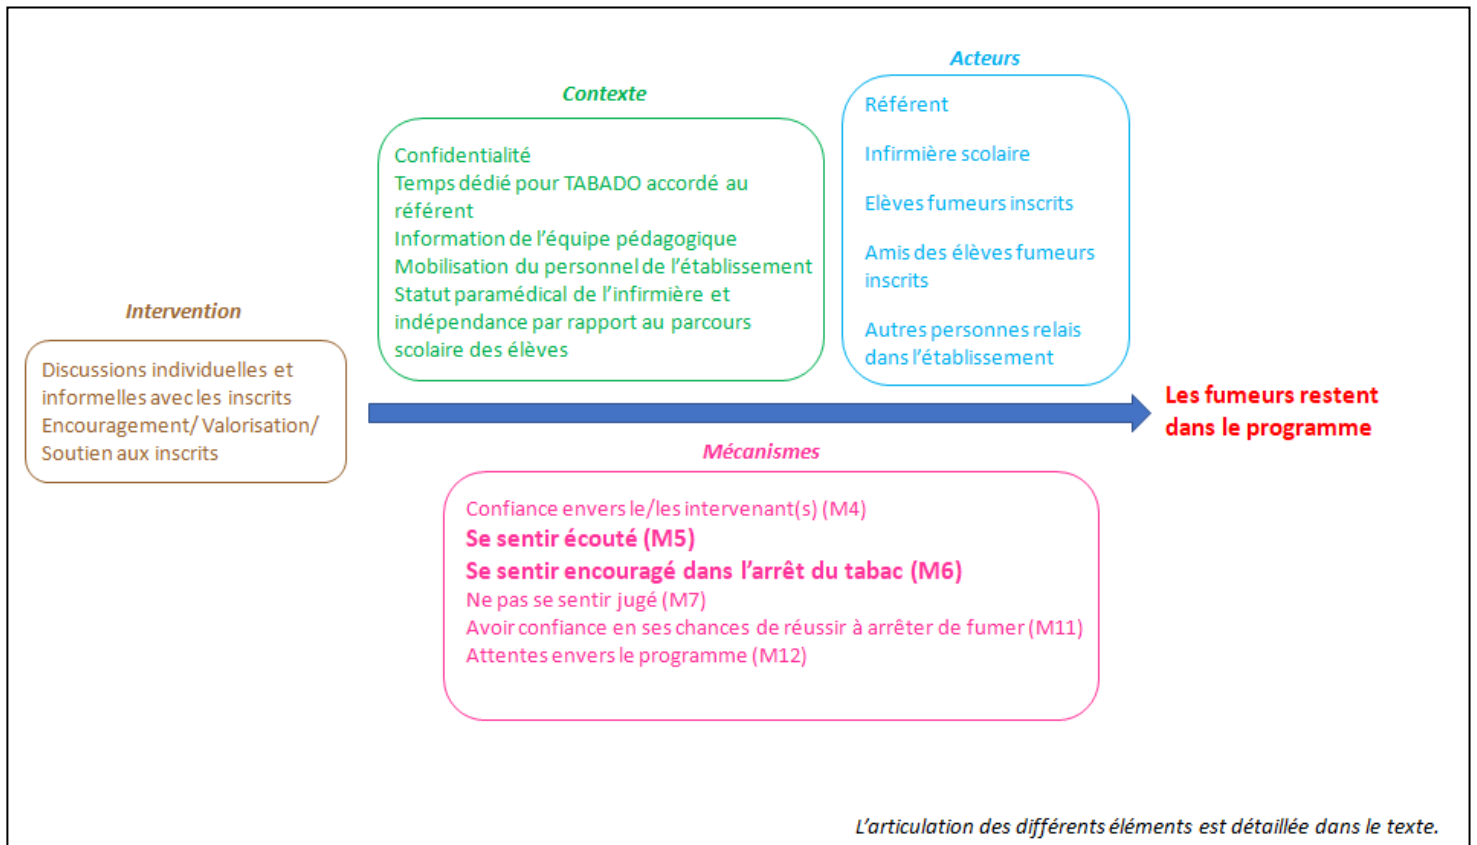 Acteurs
Contexte
Référent
Infirmière scolaire
Elèves fumeurs inscrits
Amis des élèves fumeurs
inscrits
Autres personnes relais
dans l’établissement
Confidentialité
Temps dédié pour TABADO accordé au
référent
Information de l’équipe pédagogique
Mobilisation du personnel de l’établissement
Statut paramédical de l’infirmière et
indépendance par rapport au parcours
scolaire des élèves
Intervention
Discussions individuelles et
informelles avec les inscrits
Encouragement/ Valorisation/
Soutien aux inscrits
Les fumeurs restent
dans le programme
Mécanismes
Confiance envers le/les intervenant(s) (M4)
Se sentir écouté (M5)
Se sentir encouragé dans l’arrêt du tabac (M6)
Ne pas se sentir jugé (M7)
Avoir confiance en ses chances de réussir à arrêter de fumer (M11)
Attentes envers le programme (M12)
L’articulation des différents éléments est détaillée dans le texte.